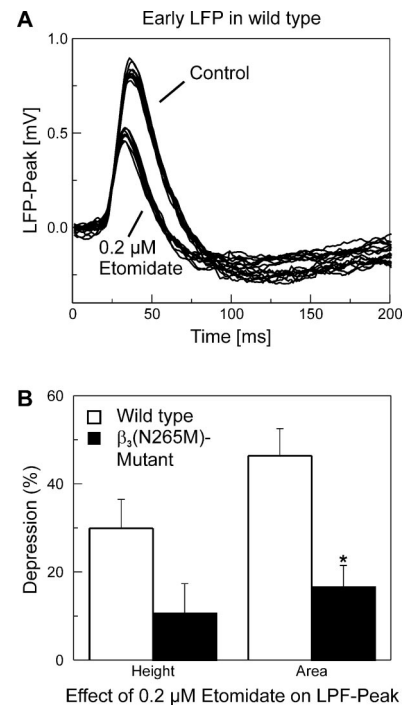 A
Early LFP in wild type
LFP-Peak [mV]
1.0
0.5
0.0
Control
0.2 µM
Etomidate
0
50
100
150
200
Time [ms]
B
Depression (%)
60
40
20
0
Wild type
β3(N265M)-
Mutant
*
Height
Area
Effect of 0.2 µM Etomidate on LPF-Peak